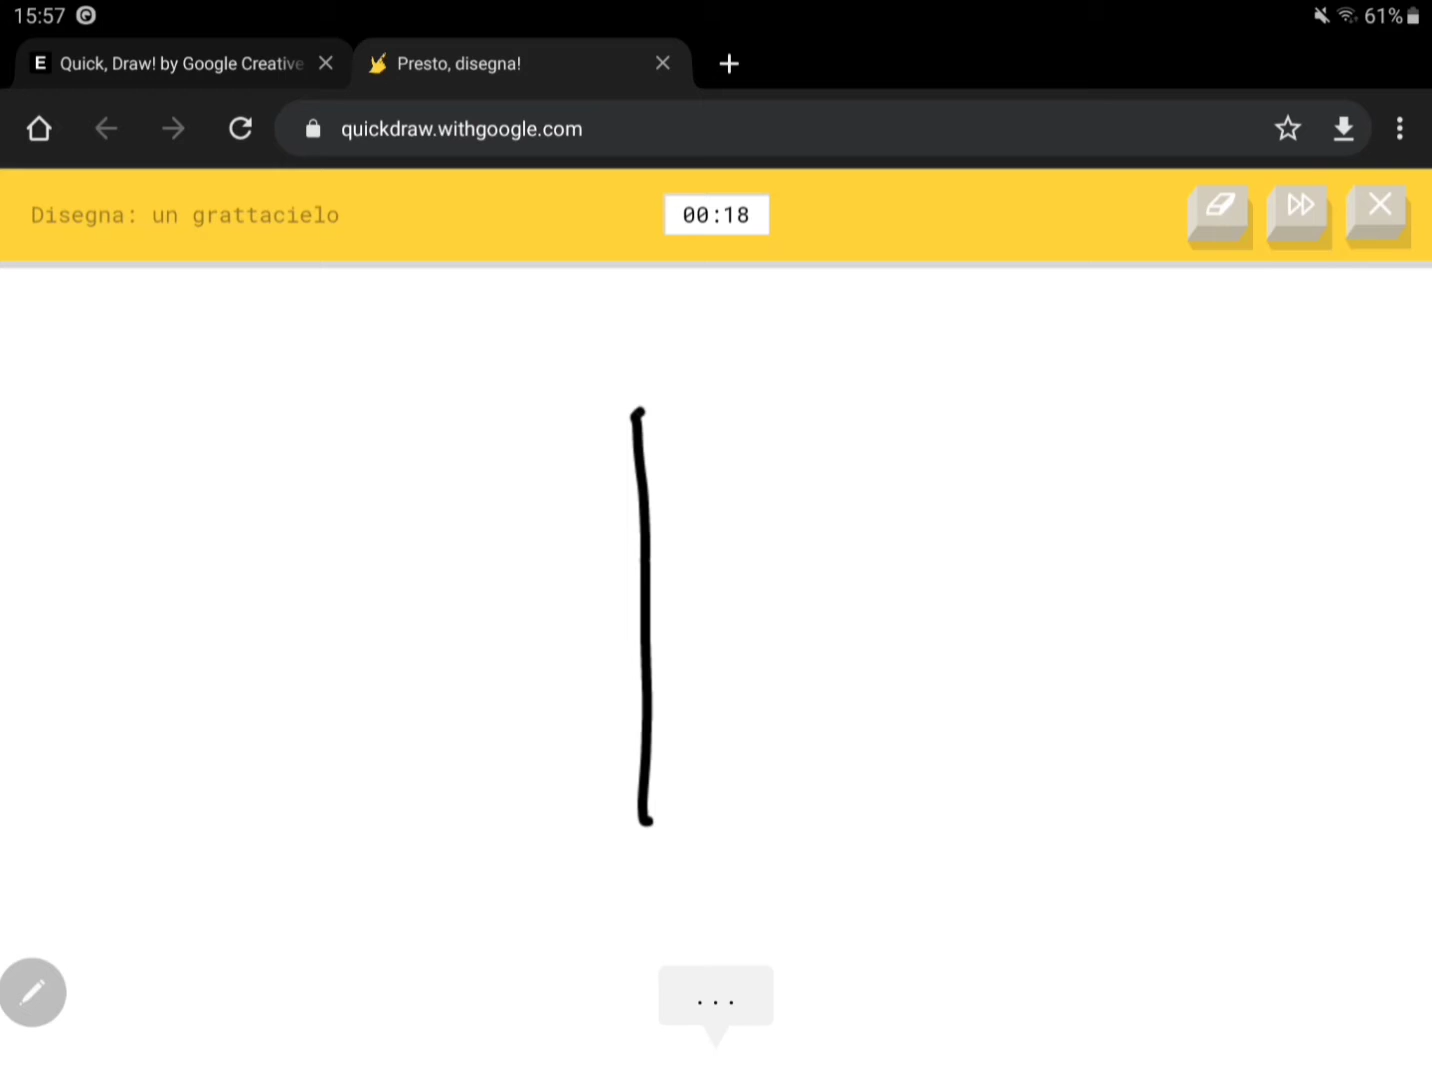 15:57
61%
E Quick, Draw! by Google Creative
Presto, disegna!
quickdraw.withgoogle.com
Disegna: un grattacielo
00:18
...